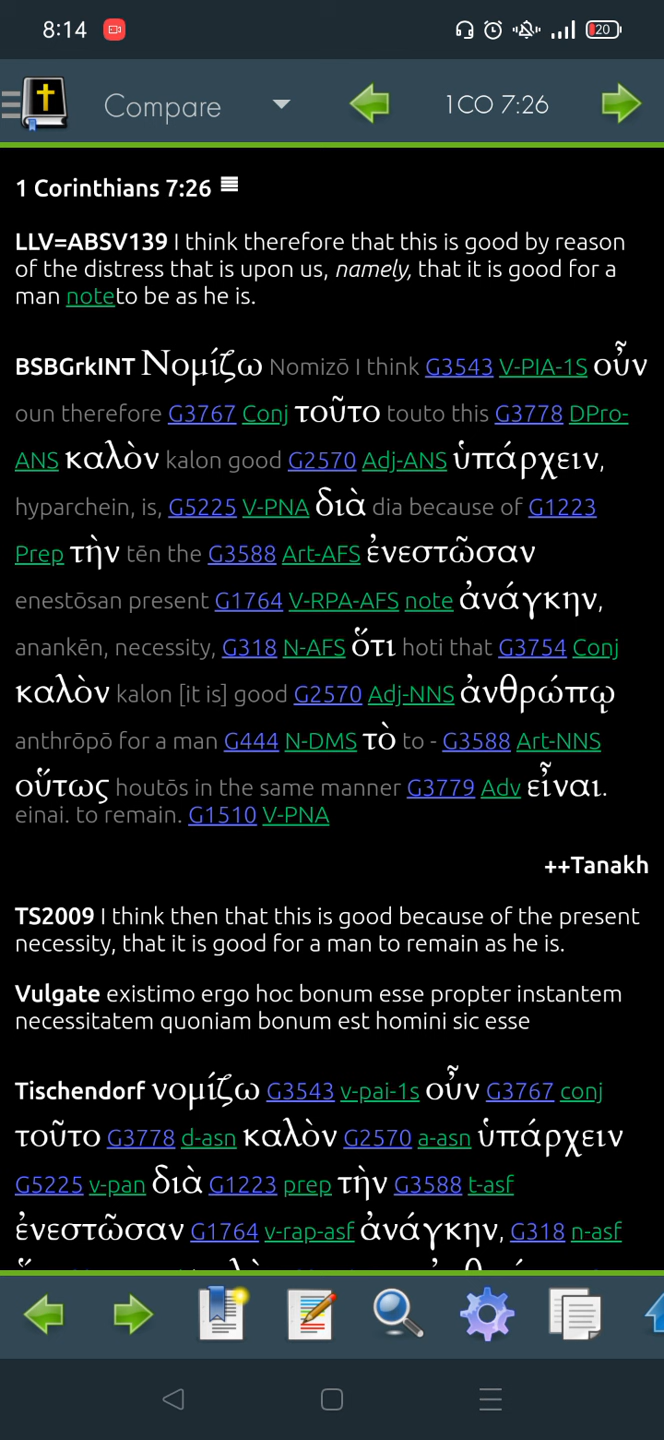 8:14 20
Compare 1CO 7:26
1 Corinthians 7:26
LLV=ABSV139 I think therefore that this is good by reason
of the distress that is upon us, namely, that it is good for a
man noteto be as he is.
BSBGrkINT Νομίζω Nomizō I think G3543 V-PIA-1S οὖν
oun therefore G3767 Conj τοῦτο touto this G3778 DPro-
ANS καλὸν kalon good G2570 Adj-ANS ὑπάρχειν,
hyparchein, is, G5225 V-PNA διὰ dia because of G1223
Prep τὴν tēn the G3588 Art-AFS ἐνεστῶσαν
enestōsan present G1764 V-RPA-AFS note ἀνάγκην,
anankēn, necessity, G318 N-AFS ὅτι hoti that G3754 Conj
καλὸν kalon [it is] good G2570 Adj-NNS ἀνθρώπῳ
anthrōpō for a man G444 N-DMS τὸ to - G3588 Art-NNS
οὕτως houtōs in the same manner G3779 Adv εἶναι.
einai. to remain. G1510 V-PNA
++Tanakh
TS2009 I think then that this is good because of the present
necessity, that it is good for a man to remain as he is.
Vulgate existimo ergo hoc bonum esse propter instantem
necessitatem quoniam bonum est homini sic esse
Tischendorf νομίζω G3543 v-pai-1s οὖν G3767 conj
τοῦτο G3778 d-asn καλὸν G2570 a-asn ὑπάρχειν
G5225 v-pan διὰ G1223 prep τὴν G3588 t-asf
ἐνεστῶσαν G1764 v-rap-asf ἀνάγκην, G318 n-asf